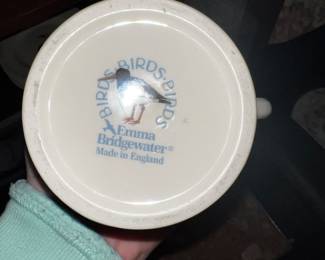 BIRDS·BIRDS·BIRDS
Emma
Bridgewater®
Made in England